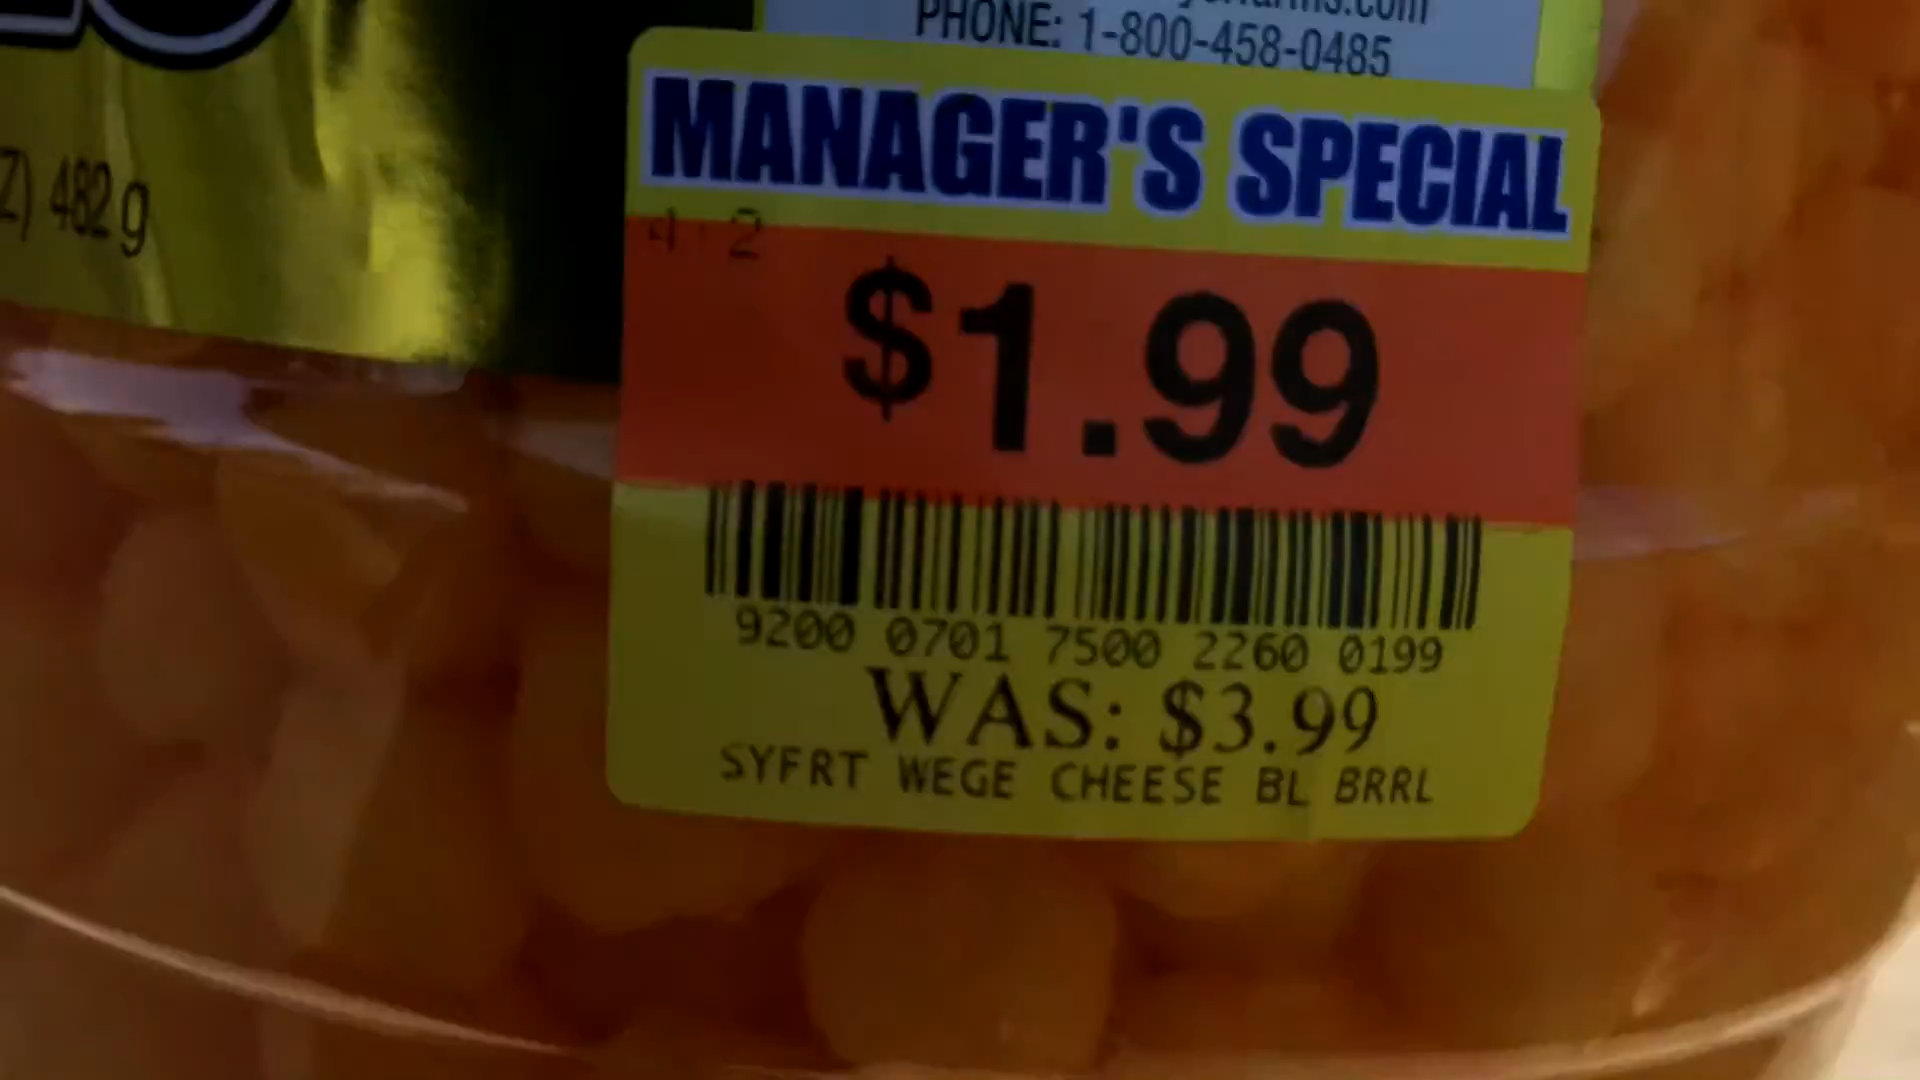 PHONE: 1-800-458-0485
MANAGER'S SPECIAL
$1.99
9200 0701 7500 2260 0199
WAS: $3.99
SYFRT WEGE CHEESE BL BRRL
482 g